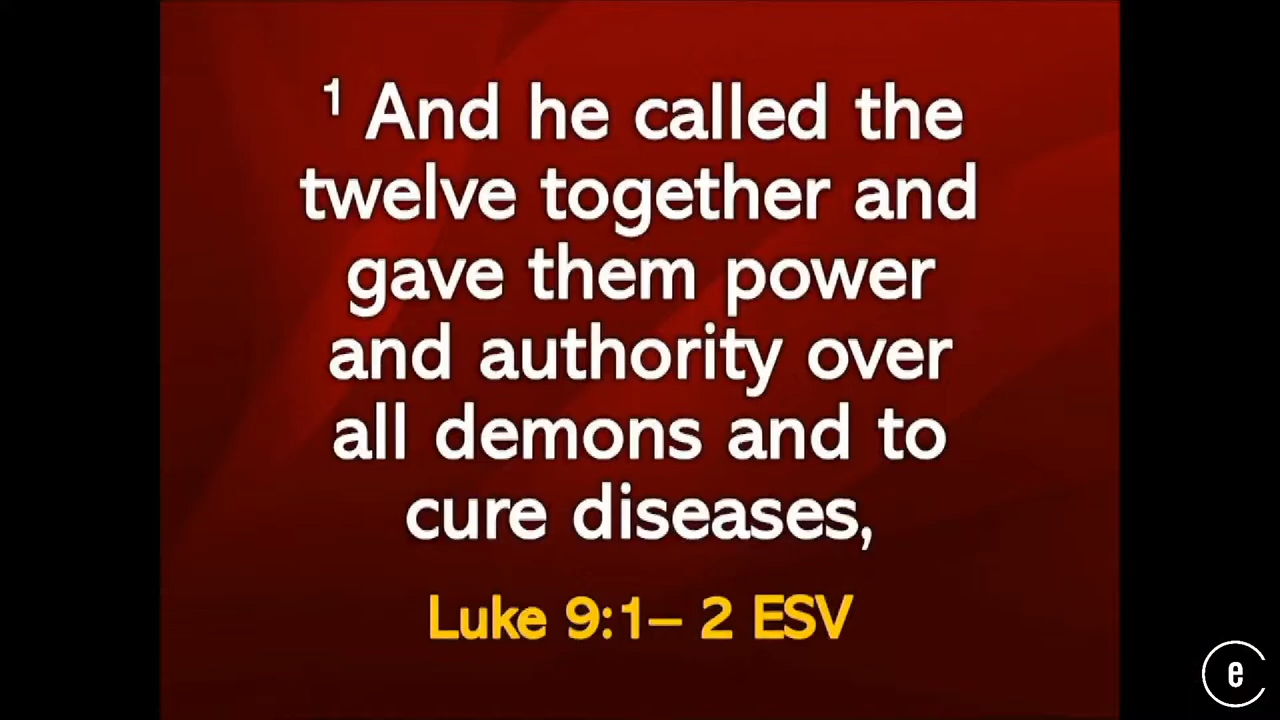 ¹ And he called the
twelve together and
gave them power
and authority over
all demons and to
cure diseases,
Luke 9:1– 2 ESV
e